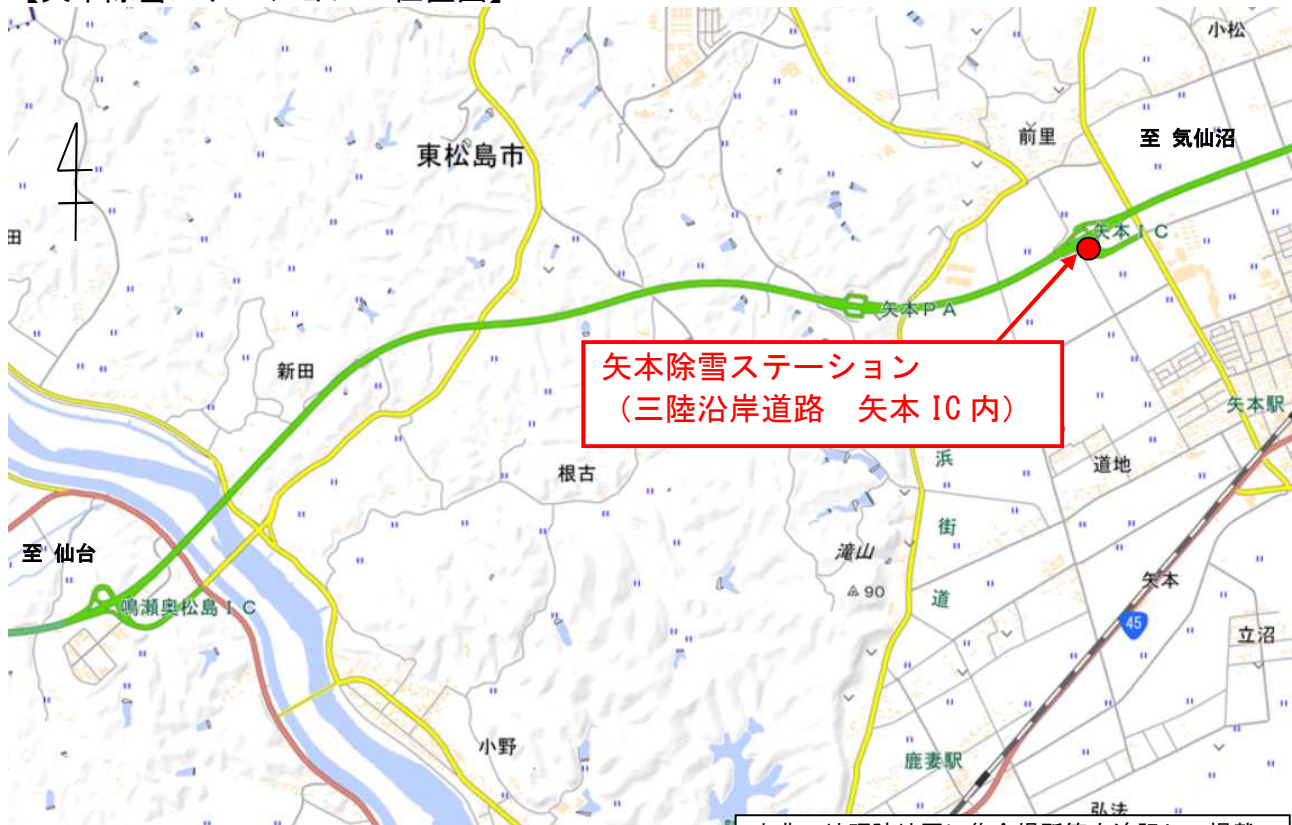 小松
前里
至 気仙沼
東松島市
田
矢本IC
矢本PA
新田
矢本除雪ステーション
(三陸沿岸道路 矢本 IC 内)
矢本駅
浜
街
道
道地
根古
滝山
90
至 仙台
鳴瀬奥松島IC
矢本
45
立沼
小野
鹿妻駅
弘法